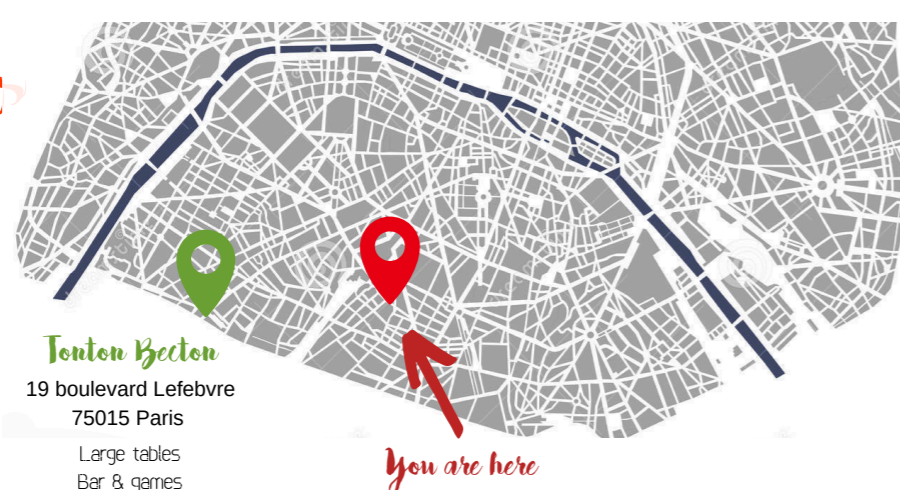 Tonton Becton
19 boulevard Lefebvre
75015 Paris
Large tables
Bar & games
You are here